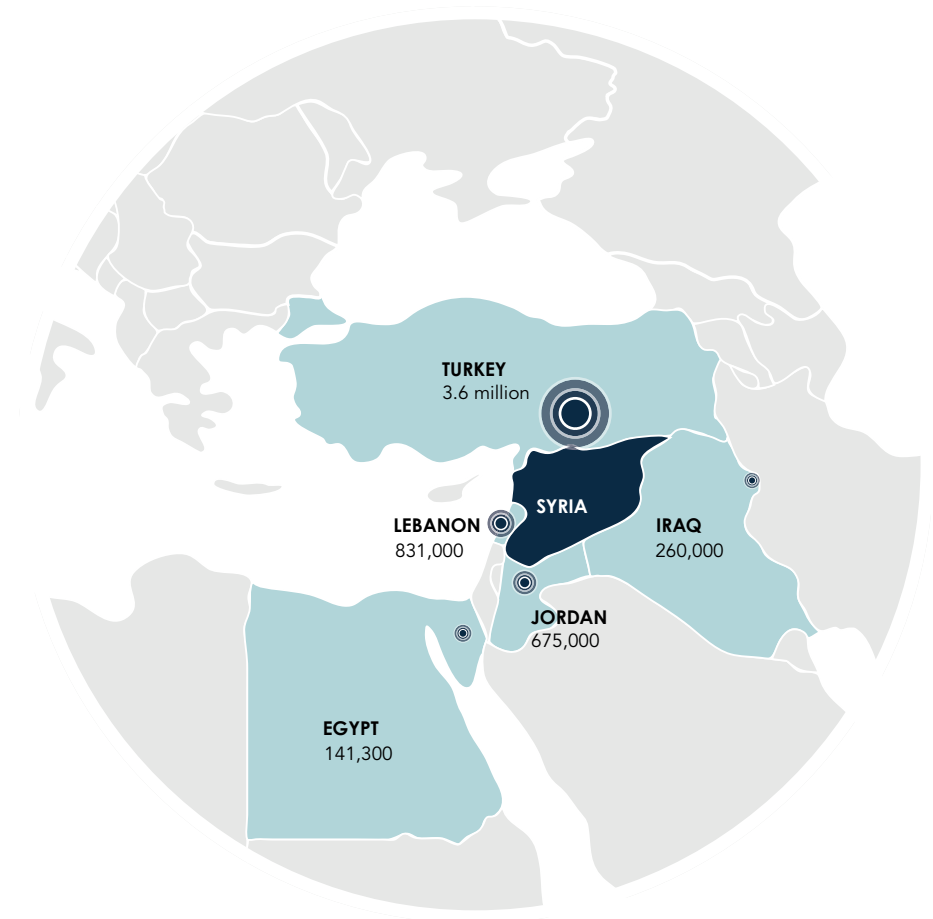 TURKEY
3.6 million
SYRIA
LEBANON
831,000
IRAQ
260,000
JORDAN
675,000
EGYPT
141,300